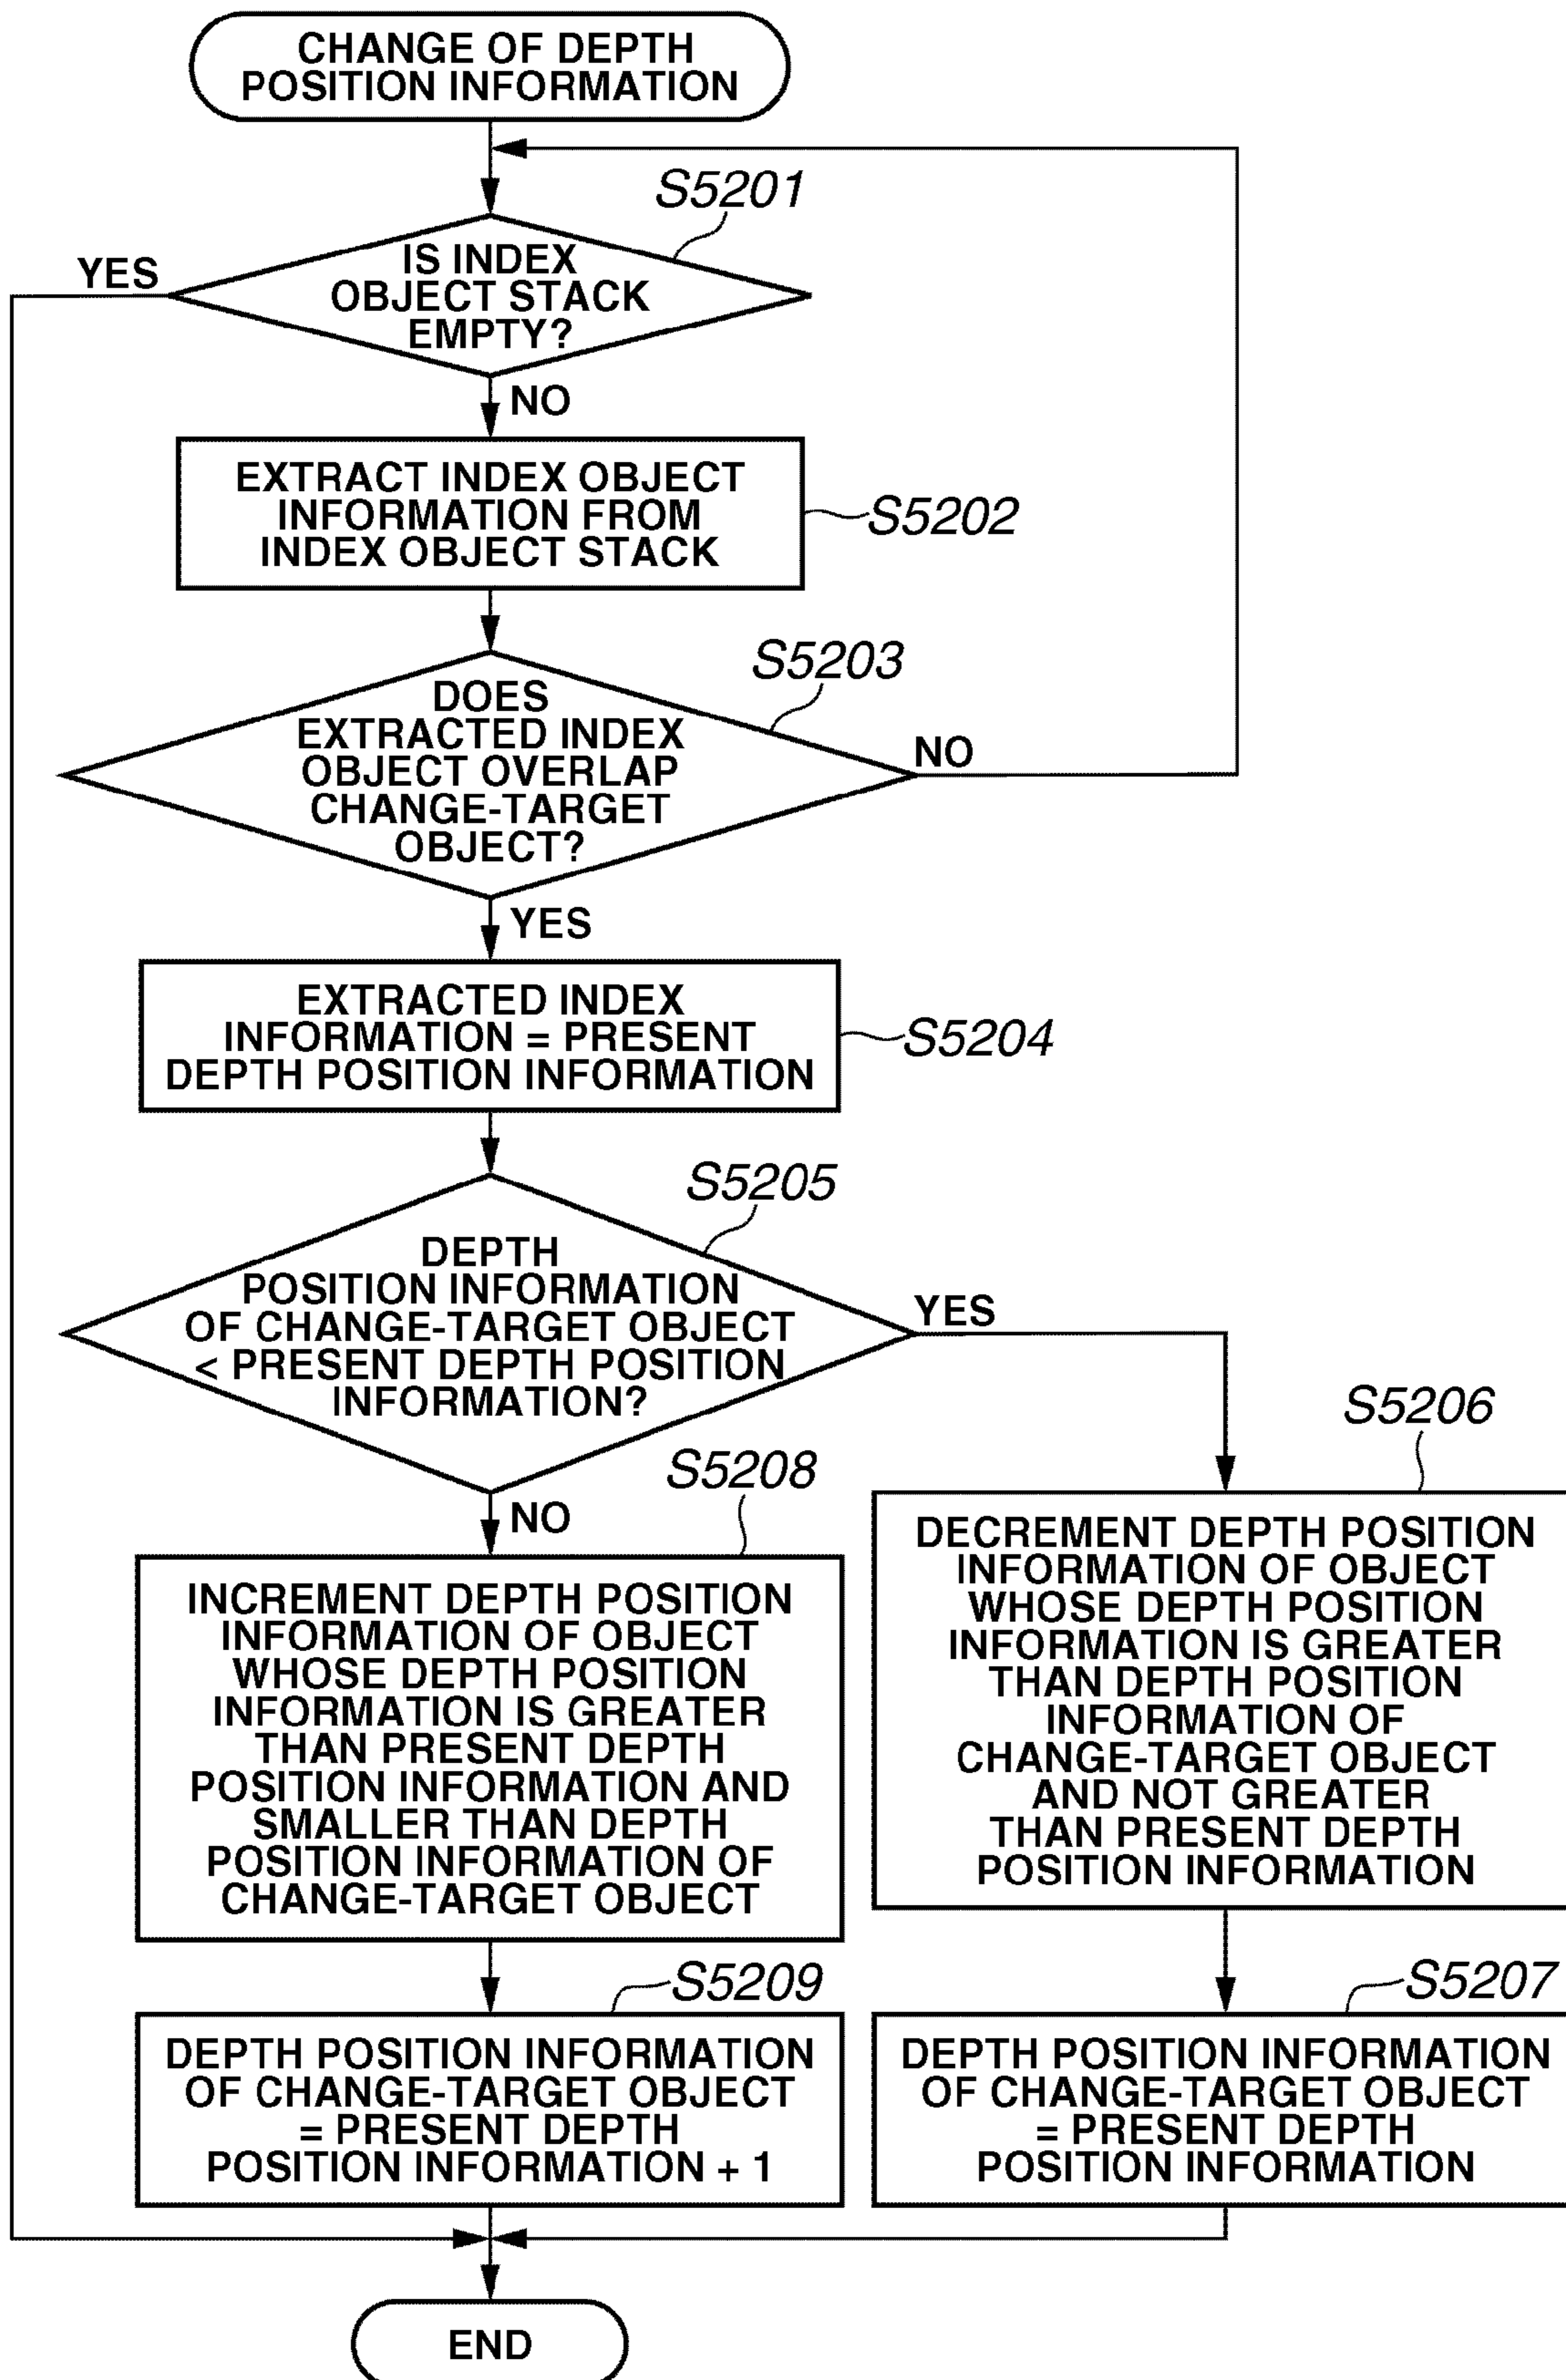 CHANGE OF DEPTH
POSITION INFORMATION
S5201
YES
IS INDEX
OBJECT STACK
EMPTY?
NO
EXTRACT INDEX OBJECT
INFORMATION FROM
INDEX OBJECT STACK
S5202
S5203
DOES
EXTRACTED INDEX
OBJECT OVERLAP
CHANGE-TARGET
OBJECT?
NO
YES
EXTRACTED INDEX
INFORMATION = PRESENT
DEPTH POSITION INFORMATION
S5204
S5205
DEPTH
POSITION INFORMATION
OF CHANGE-TARGET OBJECT
< PRESENT DEPTH POSITION
INFORMATION?
YES
NO
S5208
INCREMENT DEPTH POSITION
INFORMATION OF OBJECT
WHOSE DEPTH POSITION
INFORMATION IS GREATER
THAN PRESENT DEPTH
POSITION INFORMATION AND
SMALLER THAN DEPTH
POSITION INFORMATION OF
CHANGE-TARGET OBJECT
S5206
DECREMENT DEPTH POSITION
INFORMATION OF OBJECT
WHOSE DEPTH POSITION
INFORMATION IS GREATER
THAN DEPTH POSITION
INFORMATION OF
CHANGE-TARGET OBJECT
AND NOT GREATER
THAN PRESENT DEPTH
POSITION INFORMATION
S5209
DEPTH POSITION INFORMATION
OF CHANGE-TARGET OBJECT
= PRESENT DEPTH
POSITION INFORMATION + 1
S5207
DEPTH POSITION INFORMATION
OF CHANGE-TARGET OBJECT
= PRESENT DEPTH
POSITION INFORMATION
END